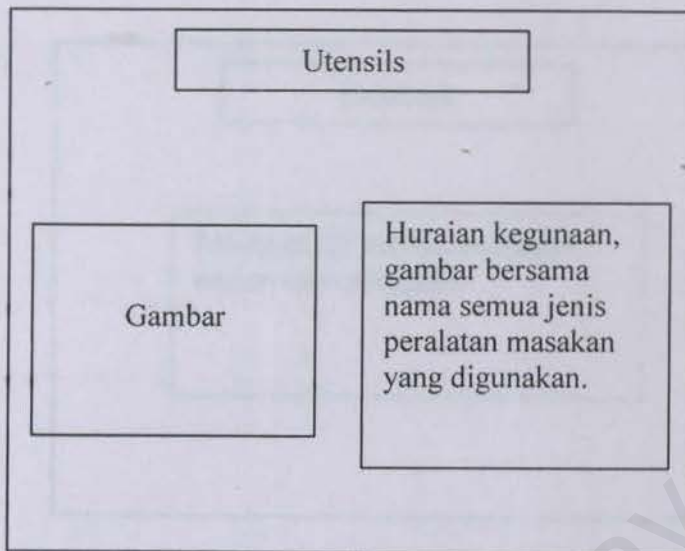 Utensils
Gambar
Huraian kegunaan,
gambar bersama
nama semua jenis
peralatan masakan
yang digunakan.